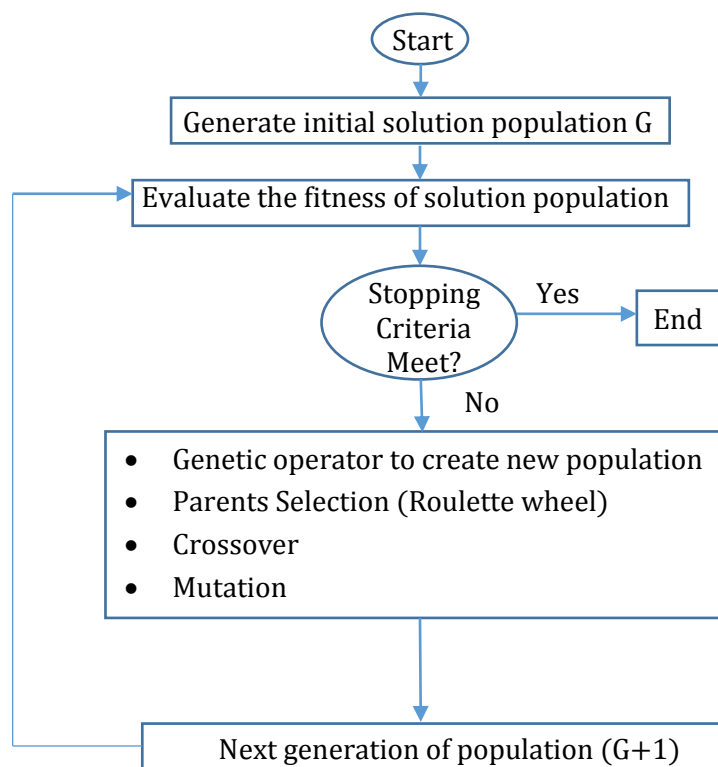 Start
Generate initial solution population G
Evaluate the fitness of solution population
Stopping
Criteria
Meet?
Yes
End
No
• Genetic operator to create new population
• Parents Selection (Roulette wheel)
• Crossover
• Mutation
Next generation of population (G+1)